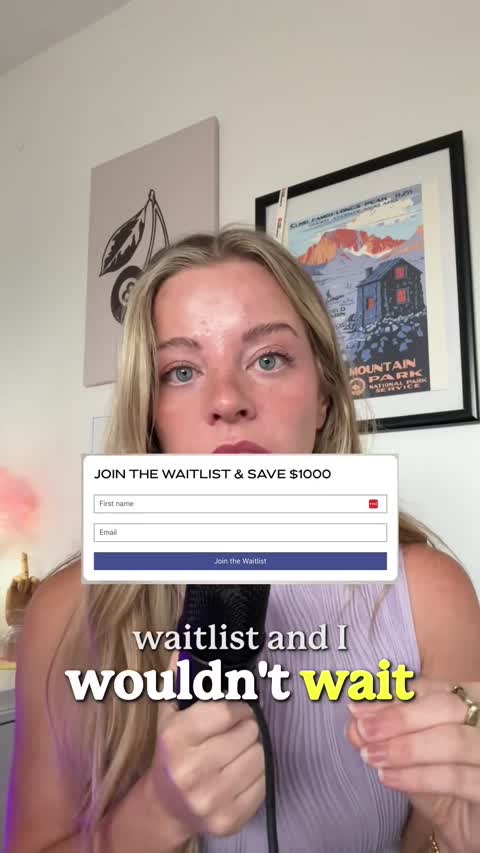 CLIMB FAMED LONGS PEAK
MOUNTAIN
PARK
NATIONAL PARK
SERVICE
JOIN THE WAITLIST & SAVE $1000
First name
Email
Join the Waitlist
waitlist and I
wouldn't wait